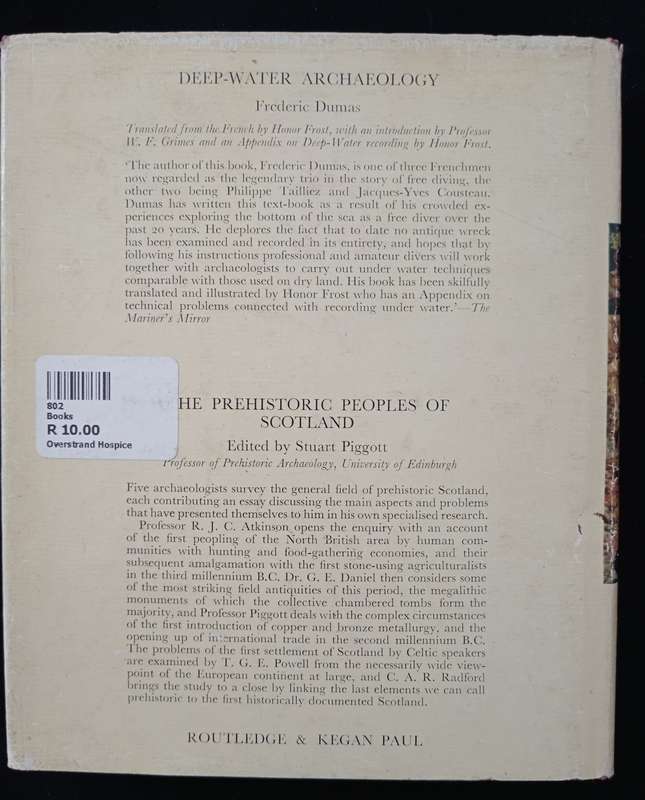 DEEP-WATER ARCHAEOLOGY
Frederic Dumas
Translated from the French by Honor Frost, with an introduction by Professor
W. F. Grimes and an Appendix on Deep-Water recording by Honor Frost.
'The author of this book, Frederic Dumas, is one of three Frenchmen
now regarded as the legendary trio in the story of free diving, the
other two being Philippe Tailliez and Jacques-Yves Cousteau.
Dumas has written this text-book as a result of his crowded ex-
periences exploring the bottom of the sea as a free diver over the
past 20 years. He deplores the fact that to date no antique wreck
has been examined and recorded in its entirety, and hopes that by
following his instructions professional and amateur divers will work
together with archaeologists to carry out under water techniques
comparable with those used on dry land. His book has been skilfully
translated and illustrated by Honor Frost who has an Appendix on
technical problems connected with recording under water.'—The
Mariner's Mirror
802
Books
R 10.00
Overstrand Hospice
HE PREHISTORIC PEOPLES OF
SCOTLAND
Edited by Stuart Piggott
Professor of Prehistoric Archaeology, University of Edinburgh
Five archaeologists survey the general field of prehistoric Scotland,
each contributing an essay discussing the main aspects and problems
that have presented themselves to him in his own specialised research.
Professor R. J. C. Atkinson opens the enquiry with an account
of the first peopling of the North British area by human com-
munities with hunting and food-gathering economies, and their
subsequent amalgamation with the first stone-using agriculturalists
in the third millennium B.C. Dr. G. E. Daniel then considers some
of the most striking field antiquities of this period, the megalithic
monuments of which the collective chambered tombs form the
majority, and Professor Piggott deals with the complex circumstances
of the first introduction of copper and bronze metallurgy, and the
opening up of international trade in the second millennium B.C.
The problems of the first settlement of Scotland by Celtic speakers
are examined by T. G. E. Powell from the necessarily wide view-
point of the European continent at large, and C. A. R. Radford
brings the study to a close by linking the last elements we can call
prehistoric to the first historically documented Scotland.
ROUTLEDGE & KEGAN PAUL